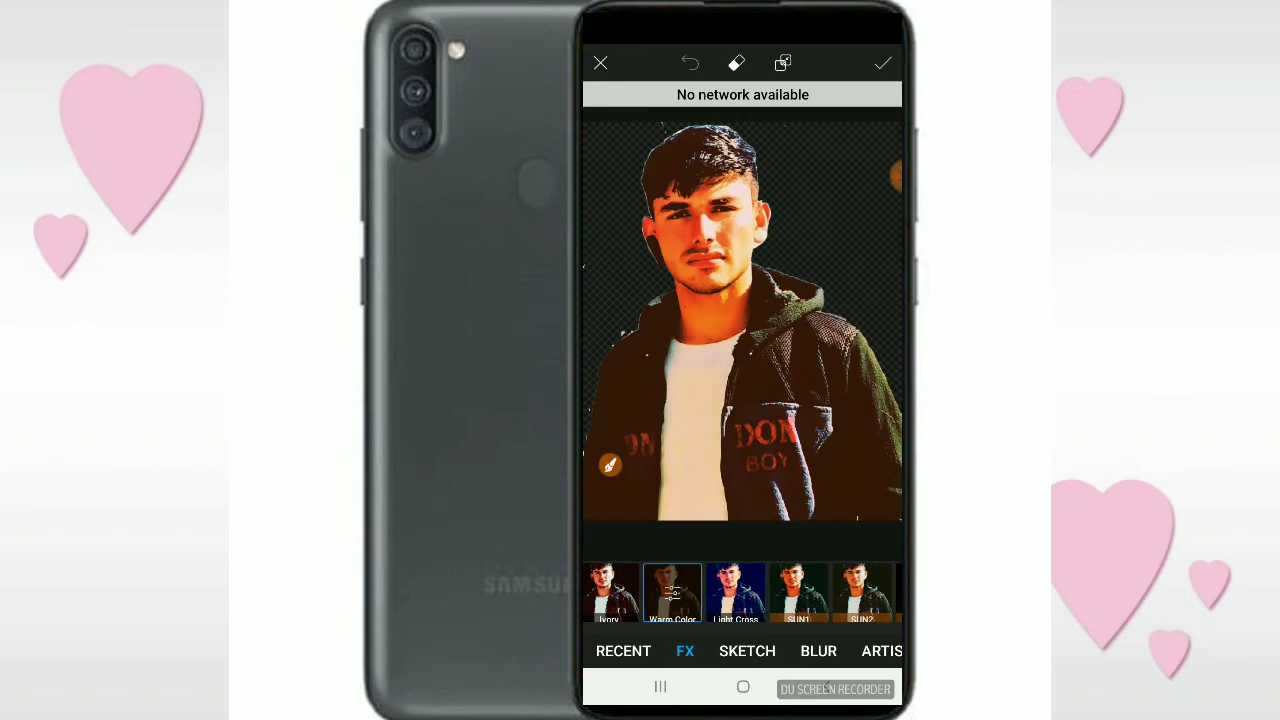 No network available
DON
BOY
SAMSU
Ivory
Warm Color
Light Cross
SUN1
SUN2
RECENT FX SKETCH BLUR ARTIS
DU SCREEN RECORDER